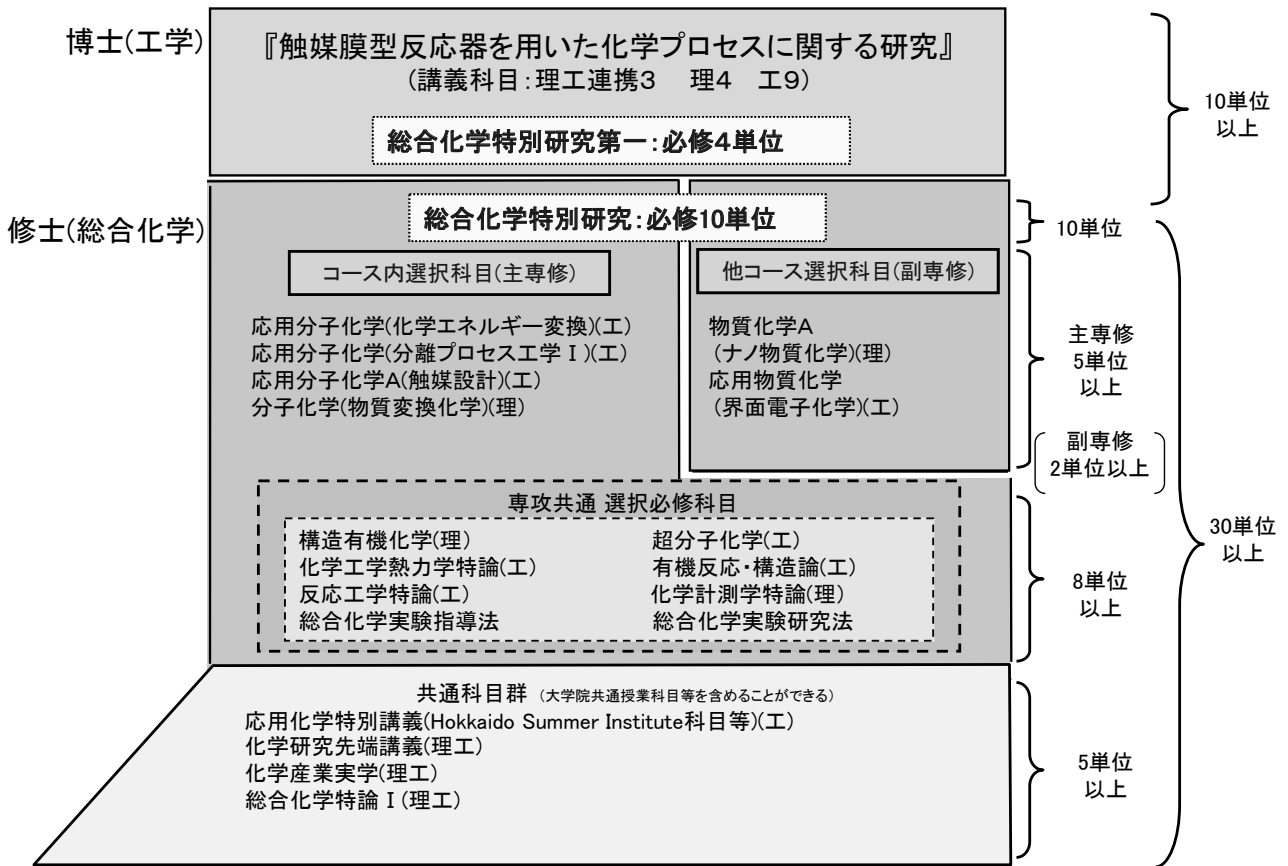 博士(工学)
『触媒膜型反応器を用いた化学プロセスに関する研究』
(講義科目:理工連携3 理4 工9)
総合化学特別研究第一:必修4単位
10単位
以上
修士(総合化学)
総合化学特別研究:必修10単位
10単位
コース内選択科目(主専修)
応用分子化学(化学エネルギー変換)(工)
応用分子化学(分離プロセス工学Ⅰ)(工)
応用分子化学A(触媒設計)(工)
分子化学(物質変換化学)(理)
他コース選択科目(副専修)
物質化学A
(ナノ物質化学)(理)
応用物質化学
(界面電子化学)(工)
主専修
5単位
以上
副専修
2単位以上
専攻共通 選択必修科目
構造有機化学(理) 超分子化学(工)
化学工学熱力学特論(工) 有機反応・構造論(工)
反応工学特論(工) 化学計測学特論(理)
総合化学実験指導法 総合化学実験研究法
8単位
以上
30単位
以上
共通科目群 (大学院共通授業科目等を含めることができる)
応用化学特別講義(Hokkaido Summer Institute科目等)(工)
化学研究先端講義(理工)
化学産業実学(理工)
総合化学特論Ⅰ(理工)
5単位
以上